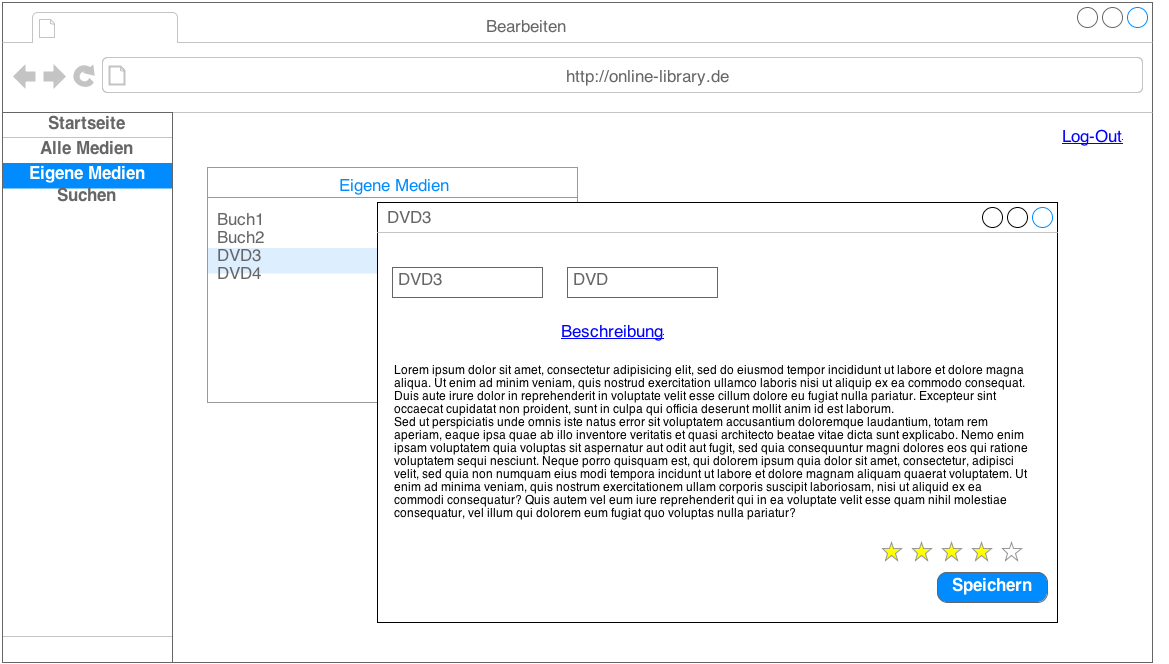 Bearbeiten
http://online-library.de
Startseite
Alle Medien
Eigene Medien
Suchen
Log-Out
Eigene Medien
Buch1
Buch2
DVD3
DVD4
DVD3
DVD3 DVD
Beschreibung
Lorem ipsum dolor sit amet, consectetur adipisicing elit, sed do eiusmod tempor incididunt ut labore et dolore magna
aliqua. Ut enim ad minim veniam, quis nostrud exercitation ullamco laboris nisi ut aliquip ex ea commodo consequat.
Duis aute irure dolor in reprehenderit in voluptate velit esse cillum dolore eu fugiat nulla pariatur. Excepteur sint
occaecat cupidatat non proident, sunt in culpa qui officia deserunt mollit anim id est laborum.
Sed ut perspiciatis unde omnis iste natus error sit voluptatem accusantium doloremque laudantium, totam rem
aperiam, eaque ipsa quae ab illo inventore veritatis et quasi architecto beatae vitae dicta sunt explicabo. Nemo enim
ipsam voluptatem quia voluptas sit aspernatur aut odit aut fugit, sed quia consequuntur magni dolores eos qui ratione
voluptatem sequi nesciunt. Neque porro quisquam est, qui dolorem ipsum quia dolor sit amet, consectetur, adipisci
velit, sed quia non numquam eius modi tempora incidunt ut labore et dolore magnam aliquam quaerat voluptatem. Ut
enim ad minima veniam, quis nostrum exercitationem ullam corporis suscipit laboriosam, nisi ut aliquid ex ea
commodi consequatur? Quis autem vel eum iure reprehenderit qui in ea voluptate velit esse quam nihil molestiae
consequatur, vel illum qui dolorem eum fugiat quo voluptas nulla pariatur?
Speichern